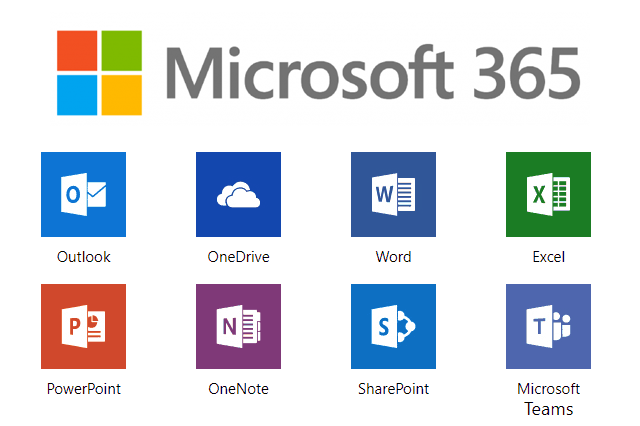 Microsoft 365
O
W
X
Outlook
OneDrive
Word
Excel
P
N
S
T
PowerPoint
OneNote
SharePoint
Microsoft
Teams